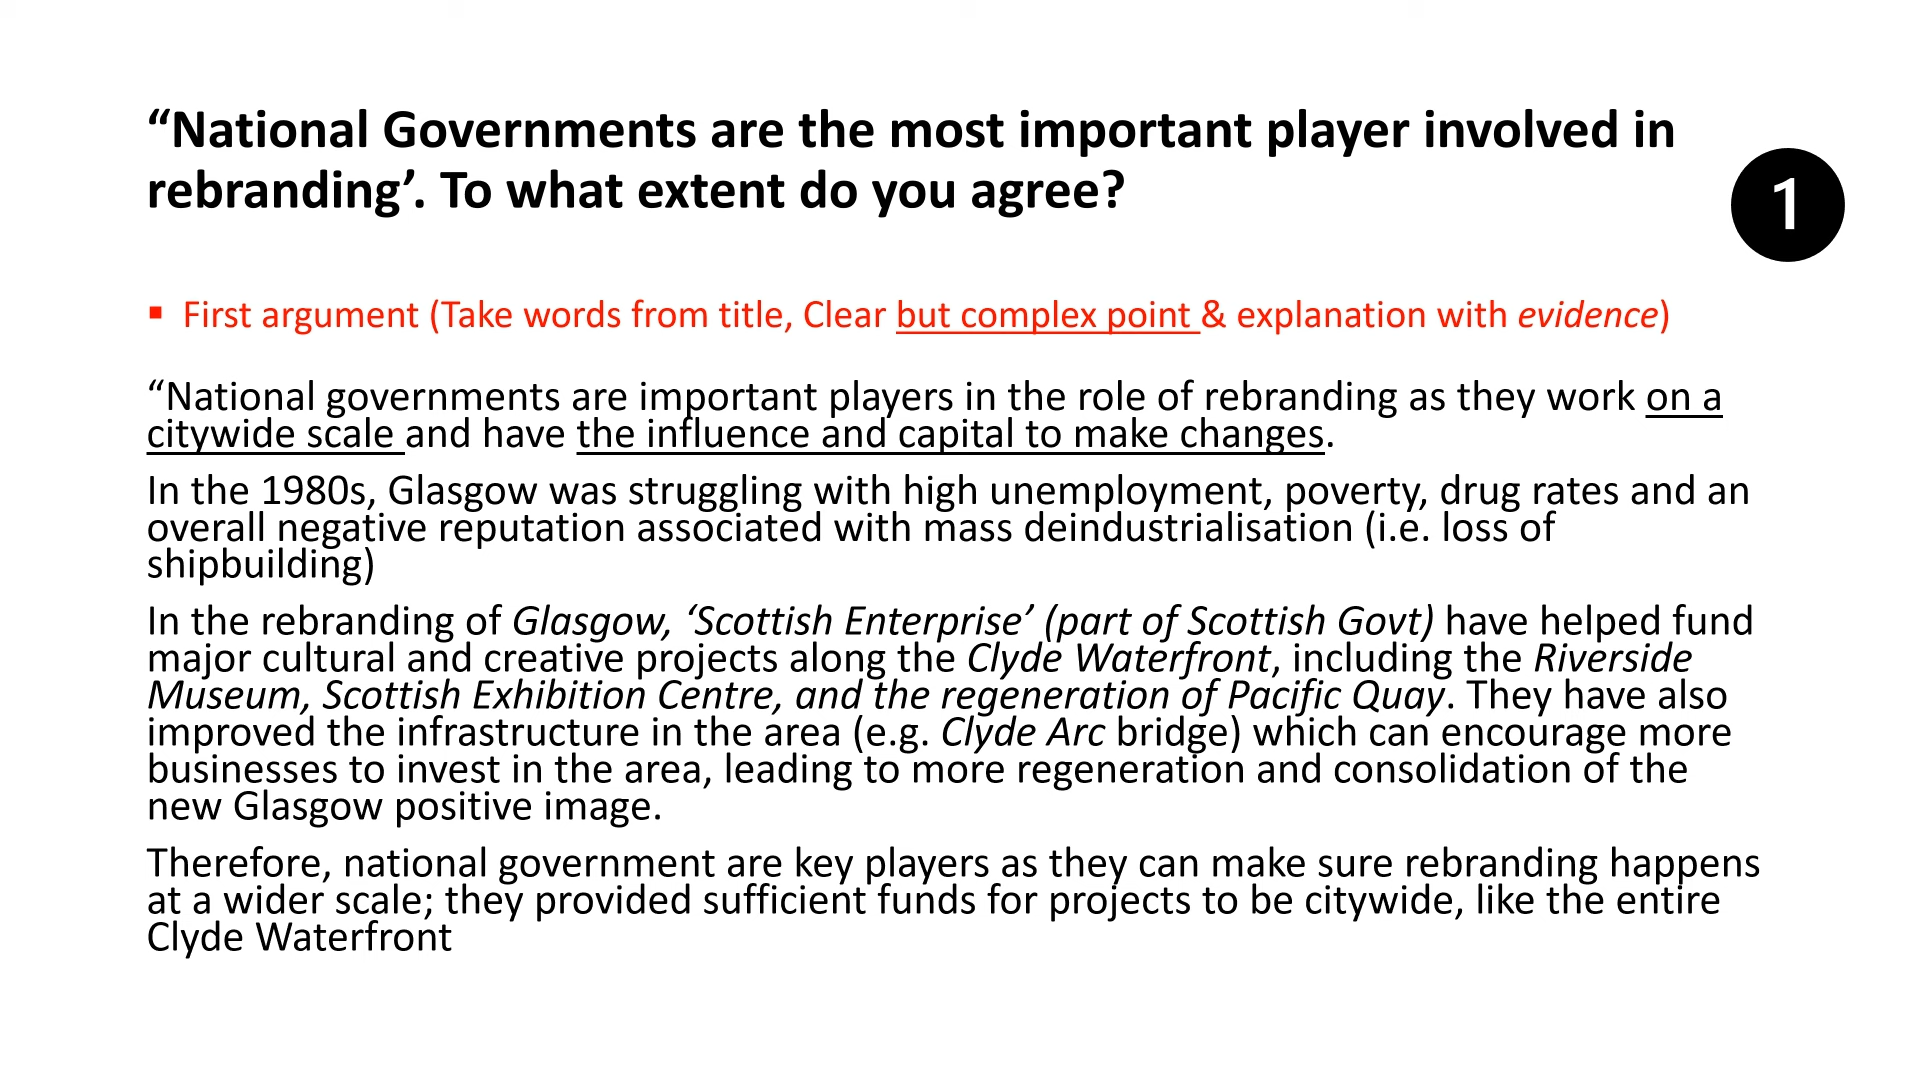 “National Governments are the most important player involved in
rebranding’. To what extent do you agree?
1
▪ First argument (Take words from title, Clear but complex point & explanation with evidence)
“National governments are important players in the role of rebranding as they work on a
citywide scale and have the influence and capital to make changes.
In the 1980s, Glasgow was struggling with high unemployment, poverty, drug rates and an
overall negative reputation associated with mass deindustrialisation (i.e. loss of
shipbuilding)
In the rebranding of Glasgow, ‘Scottish Enterprise’ (part of Scottish Govt) have helped fund
major cultural and creative projects along the Clyde Waterfront, including the Riverside
Museum, Scottish Exhibition Centre, and the regeneration of Pacific Quay. They have also
improved the infrastructure in the area (e.g. Clyde Arc bridge) which can encourage more
businesses to invest in the area, leading to more regeneration and consolidation of the
new Glasgow positive image.
Therefore, national government are key players as they can make sure rebranding happens
at a wider scale; they provided sufficient funds for projects to be citywide, like the entire
Clyde Waterfront